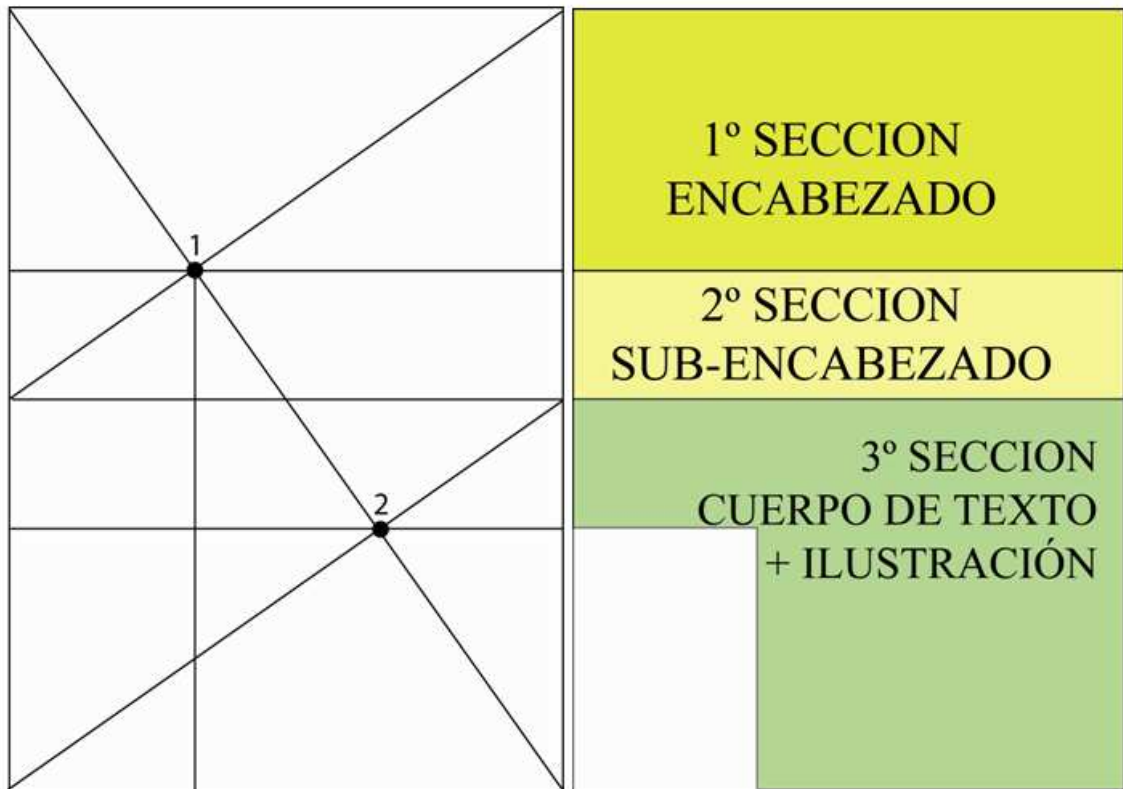 1
2
1º SECCION
ENCABEZADO
2º SECCION
SUB-ENCABEZADO
3º SECCION
CUERPO DE TEXTO
+ ILUSTRACIÓN